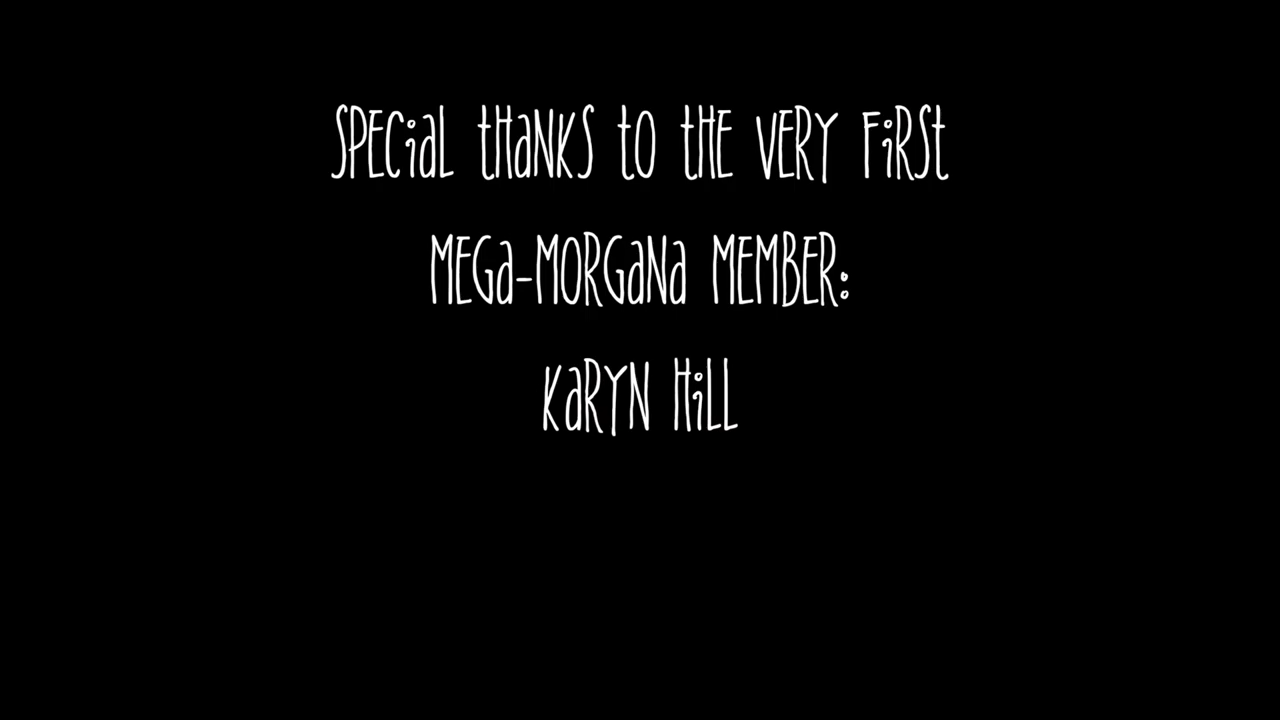 SPECiaL tHaNKS tO tHE VERY FiRSt
MEGa-MORGaNa MEMBER:
KaRYN HiLL